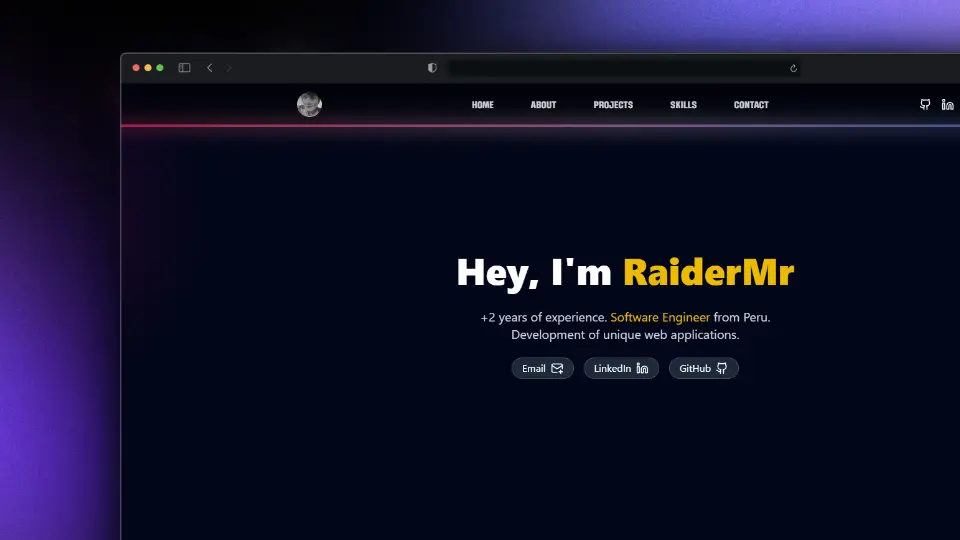 HOME ABOUT PROJECTS SKILLS CONTACT
Hey, I'm RaiderMr
+2 years of experience. Software Engineer from Peru.
Development of unique web applications.
Email LinkedIn GitHub